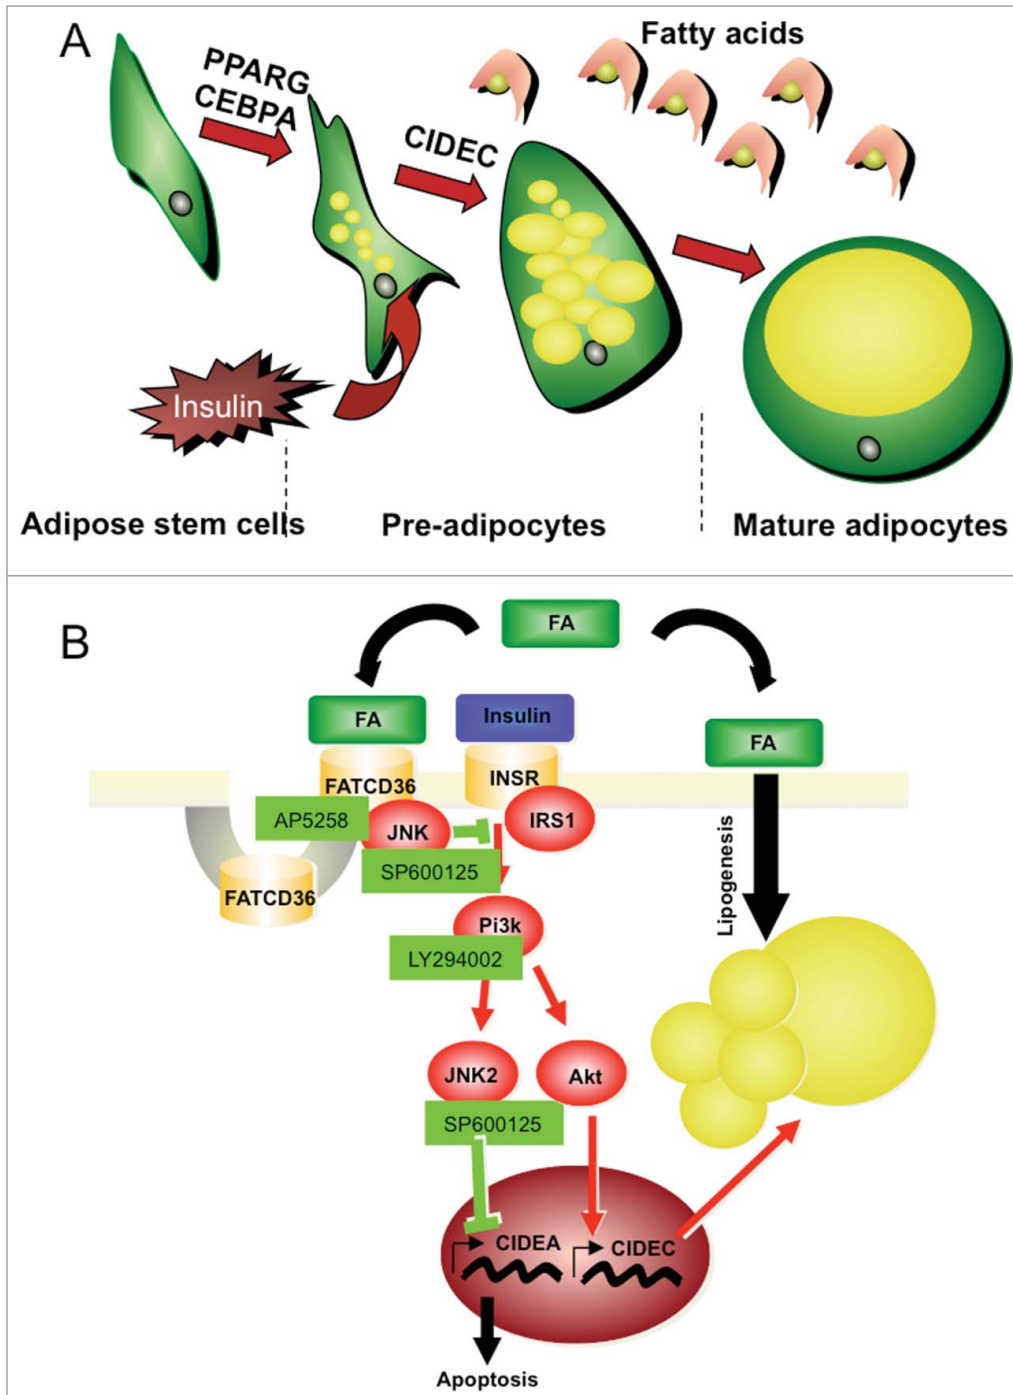 A
PPARG
CEBPA
CIDEC
Fatty acids
Insulin
Adipose stem cells
Pre-adipocytes
Mature adipocytes
B
FA
FA
Insulin
FA
FATCD36
INSR
AP5258
JNK
IRS1
SP600125
FATCD36
Pi3k
LY294002
Lipogenesis
JNK2
Akt
SP600125
CIDEA
CIDEC
Apoptosis